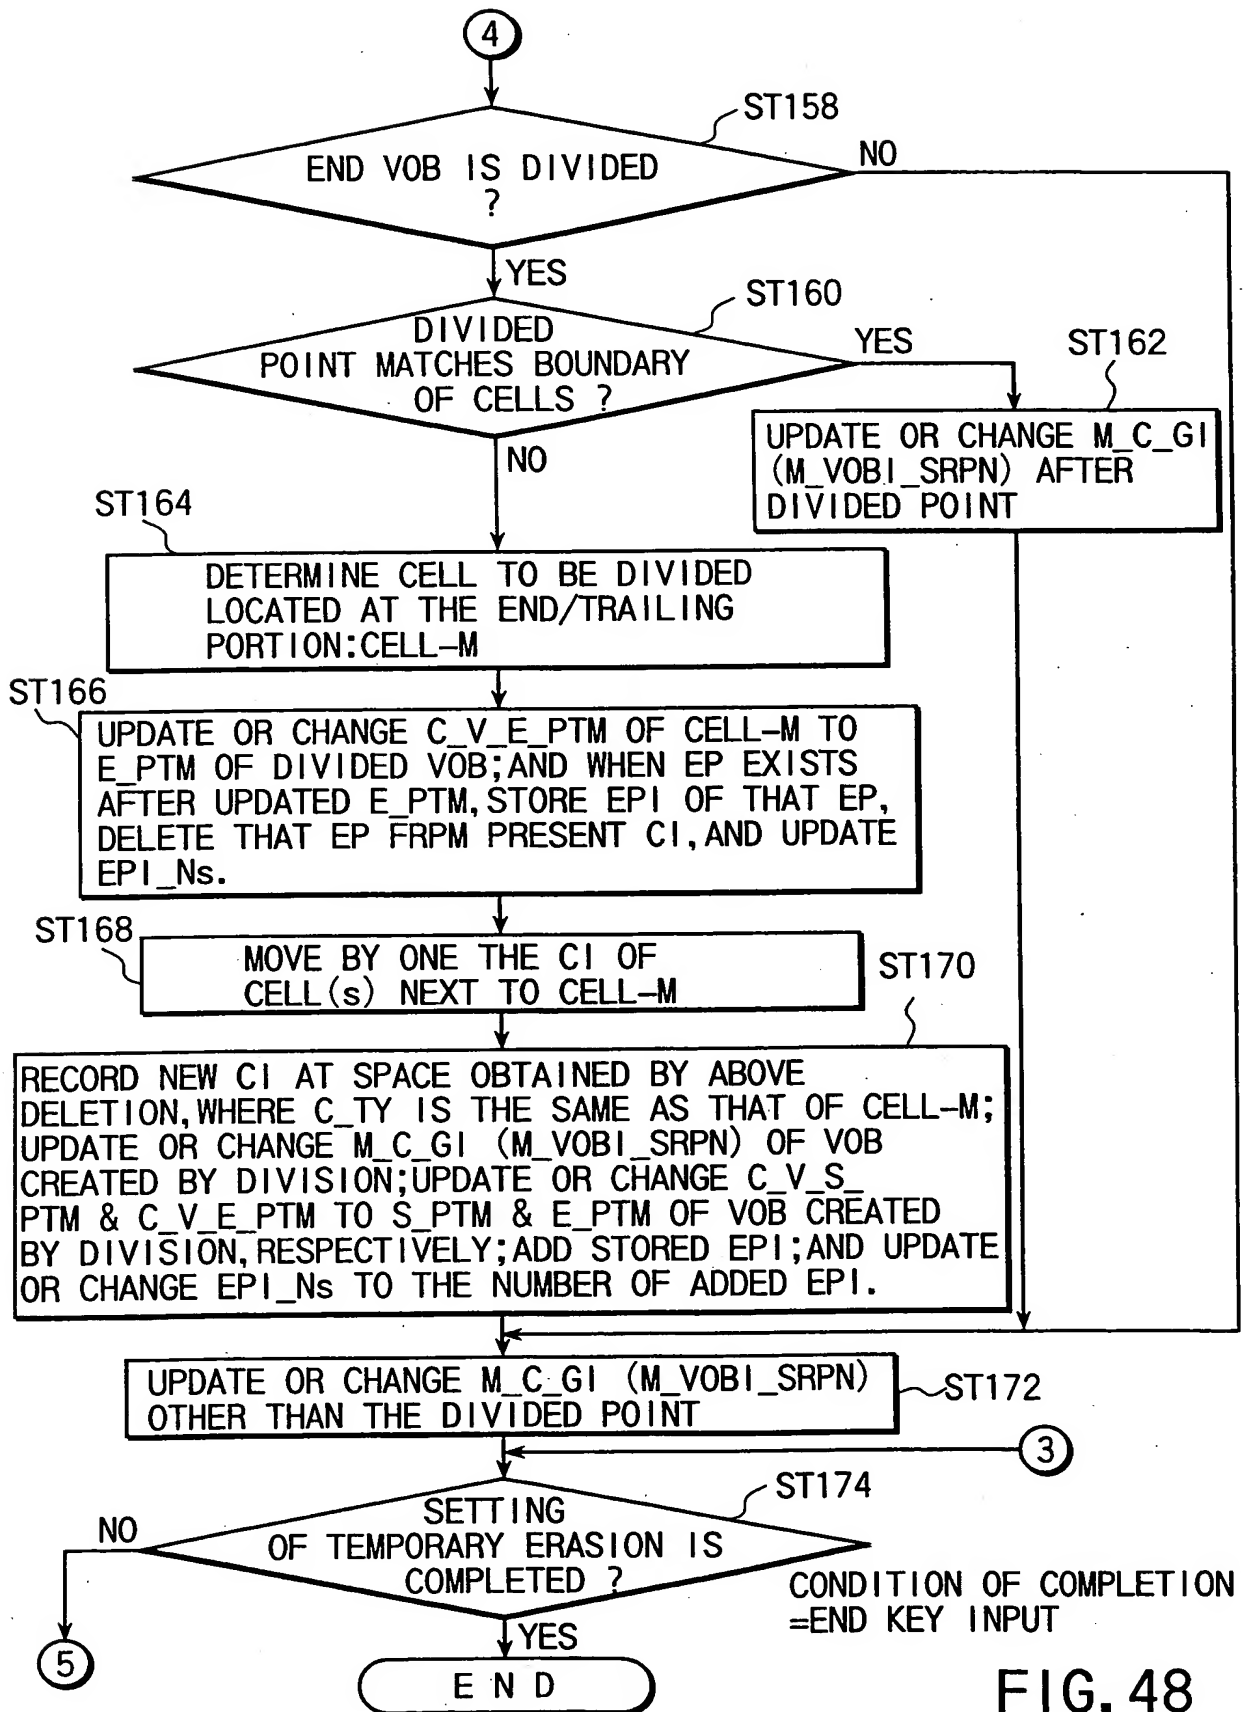 4
ST158
END VOB IS DIVIDED
?
NO
YES
ST160
DIVIDED
POINT MATCHES BOUNDARY
OF CELLS ?
YES
ST162
UPDATE OR CHANGE M_C_GI
(M_VOBI_SRPN) AFTER
DIVIDED POINT
NO
ST164
DETERMINE CELL TO BE DIVIDED
LOCATED AT THE END/TRAILING
PORTION:CELL-M
ST166
UPDATE OR CHANGE C_V_E_PTM OF CELL-M TO
E_PTM OF DIVIDED VOB;AND WHEN EP EXISTS
AFTER UPDATED E_PTM,STORE EPI OF THAT EP,
DELETE THAT EP FRPM PRESENT CI,AND UPDATE
EPI_Ns.
ST168
MOVE BY ONE THE CI OF
CELL(s) NEXT TO CELL-M
ST170
RECORD NEW CI AT SPACE OBTAINED BY ABOVE
DELETION,WHERE C_TY IS THE SAME AS THAT OF CELL-M;
UPDATE OR CHANGE M_C_GI (M_VOBI_SRPN) OF VOB
CREATED BY DIVISION;UPDATE OR CHANGE C_V_S_
PTM & C_V_E_PTM TO S_PTM & E_PTM OF VOB CREATED
BY DIVISION,RESPECTIVELY;ADD STORED EPI;AND UPDATE
OR CHANGE EPI_Ns TO THE NUMBER OF ADDED EPI.
UPDATE OR CHANGE M_C_GI (M_VOBI_SRPN)
OTHER THAN THE DIVIDED POINT
ST172
3
ST174
SETTING
OF TEMPORARY ERASION IS
COMPLETED ?
NO
CONDITION OF COMPLETION
=END KEY INPUT
YES
5
END
FIG. 48